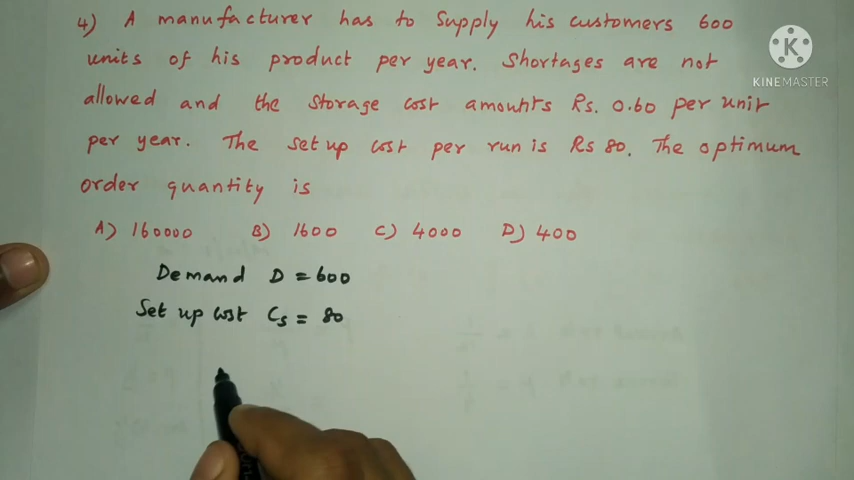 4) A manufacturer has to Supply his customers 600
units of his product per year. Shortages are not
allowed and the storage cost amounts Rs. 0.60 per unit
per year. The set up cost per run is Rs 80. The optimum
order quantity is
A) 160000 B) 1600 C) 4000 D) 400
Demand D = 600
Set up cost Cs = 80
K
KINEMASTER